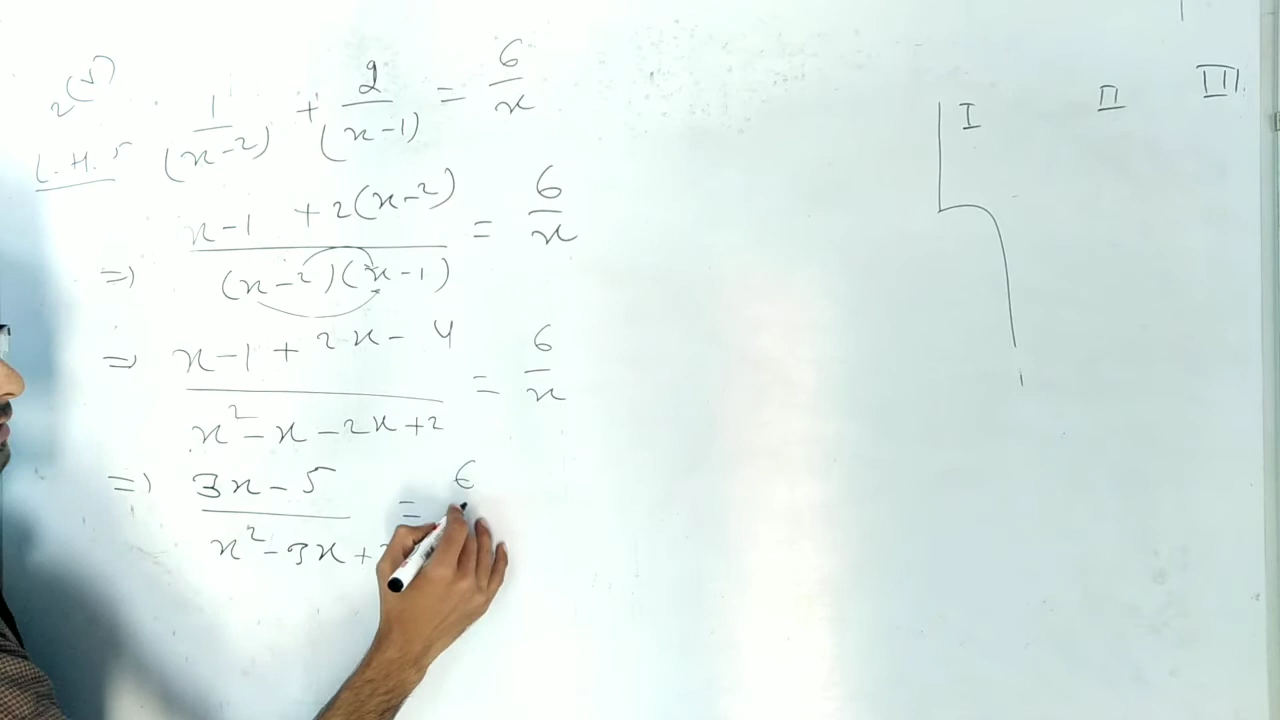 2(v) 1/(x-2) + 2/(x-1) = 6/x
L.H.S
=> x-1 + 2(x-2) / (x-2)(x-1) = 6/x
=> x-1 + 2x - 4 / x² - x - 2x + 2 = 6/x
=> 3x - 5 / x² - 3x + = 6
I II III